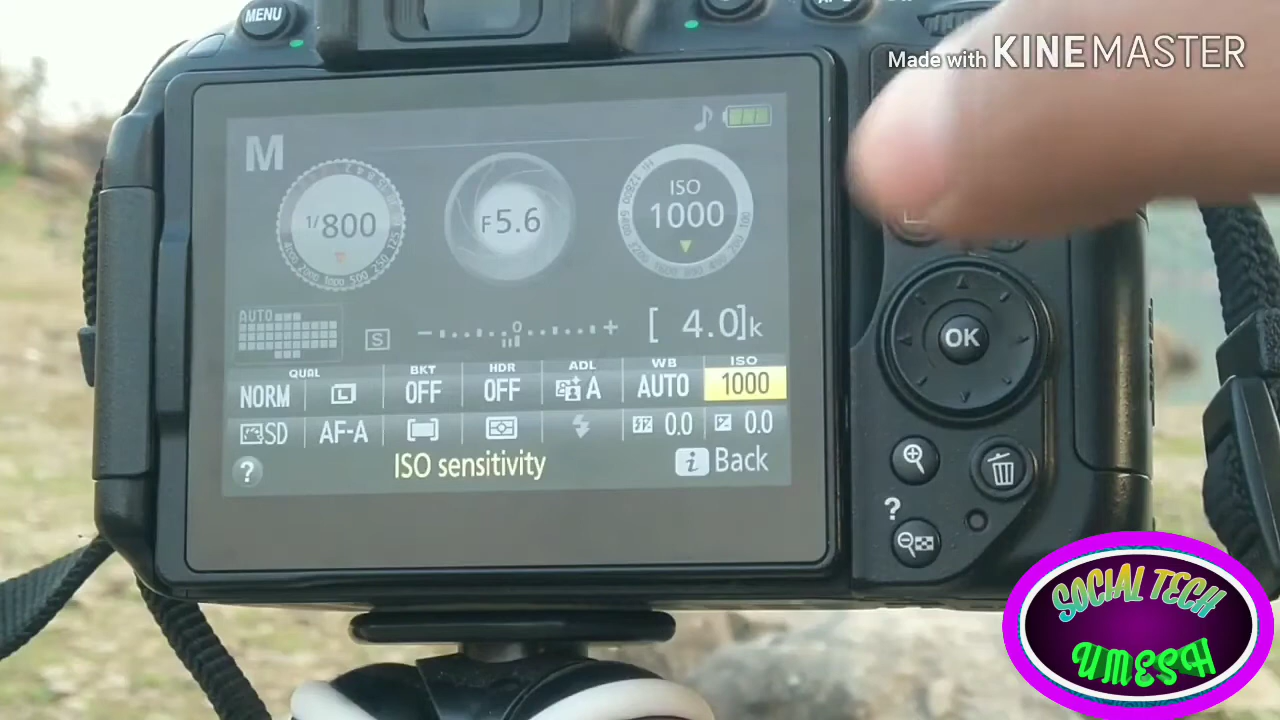 MENU
Made with KINEMASTER
M
1/800
F5.6
ISO
1000
AUTO
S
− 0 +
[ 4.0]k
QUAL BKT HDR ADL WB ISO
NORM L OFF OFF A AUTO 1000
SD AF-A 0.0 0.0
? ISO sensitivity i Back
OK
?
SOCIAL TECH
UMESH